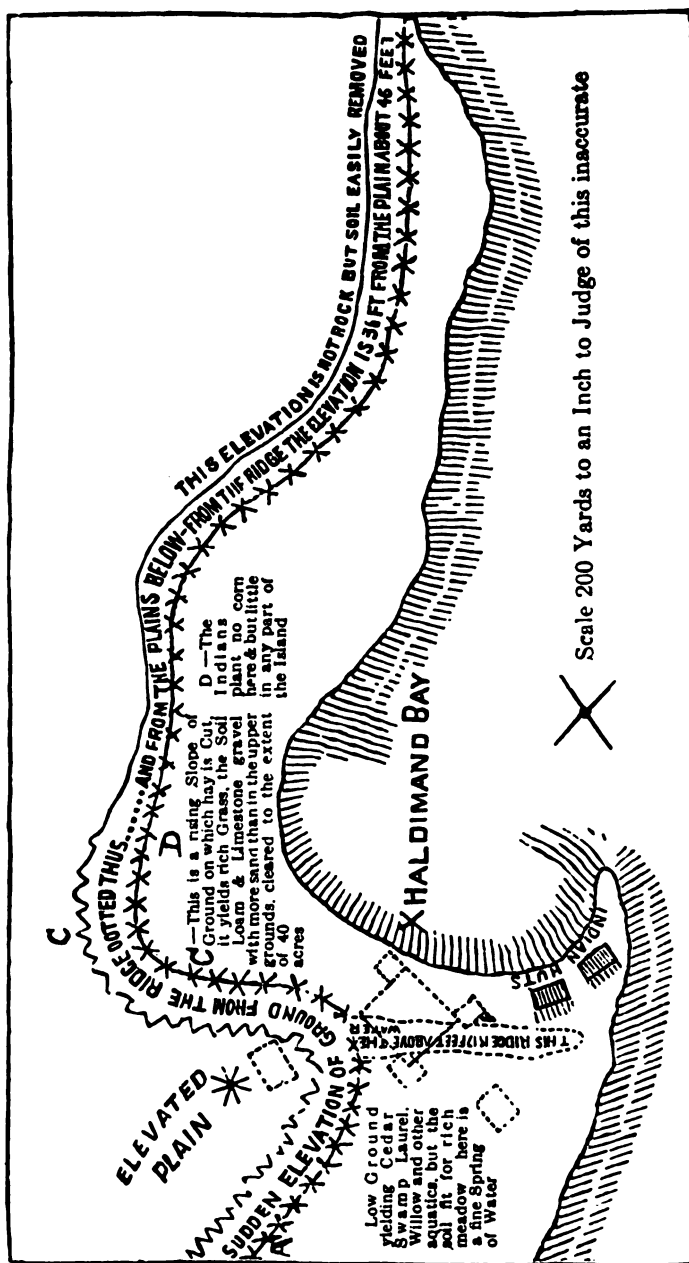 ELEVATED
PLAIN
SUDDEN ELEVATION OF GROUND FROM THE RIDGE DOTTED THUS......AND FROM THE PLAINS BELOW-FROM THE RIDGE THE ELEVATION IS 36 FT FROM THE PLAIN ABOUT 46 FEET
THIS ELEVATION IS NOT ROCK BUT SOIL EASILY REMOVED
A
C
D
C—This is a rising Slope of
Ground on which hay is Cut,
it yields rich Grass, the Soil
Loam & Limestone gravel
with more sand than in the upper
grounds, cleared to the extent
of 40
acres
D—The
Indians
plant no corn
here & but little
in any part of
the Island
Low Ground
yielding Cedar
Swamp Laurel,
Willow and other
aquatics, but the
soil fit for rich
meadow here is
a fine Spring
of Water
THIS RIDGE IS 17 FEET ABOVE THE
WATER
HALDIMAND BAY
INDIAN
HUTS
Scale 200 Yards to an Inch to Judge of this inaccurate